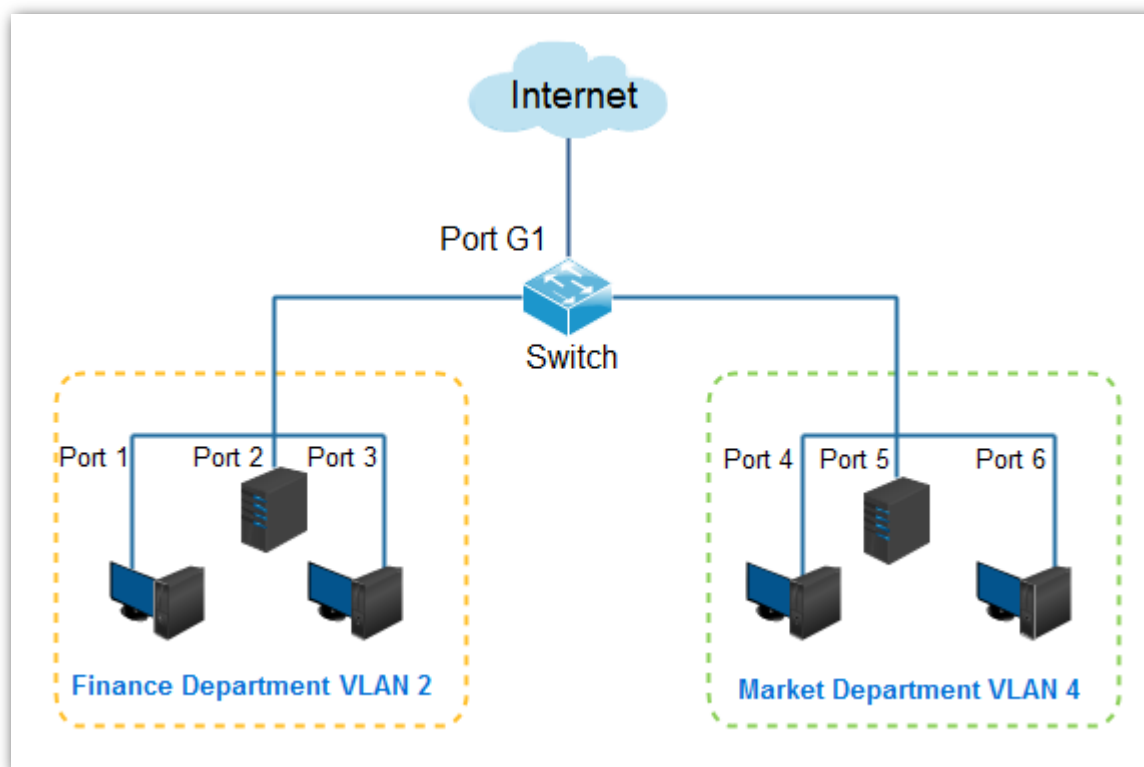 Internet
Port G1
Switch
Port 1
Port 2
Port 3
Port 4
Port 5
Port 6
Finance Department VLAN 2
Market Department VLAN 4